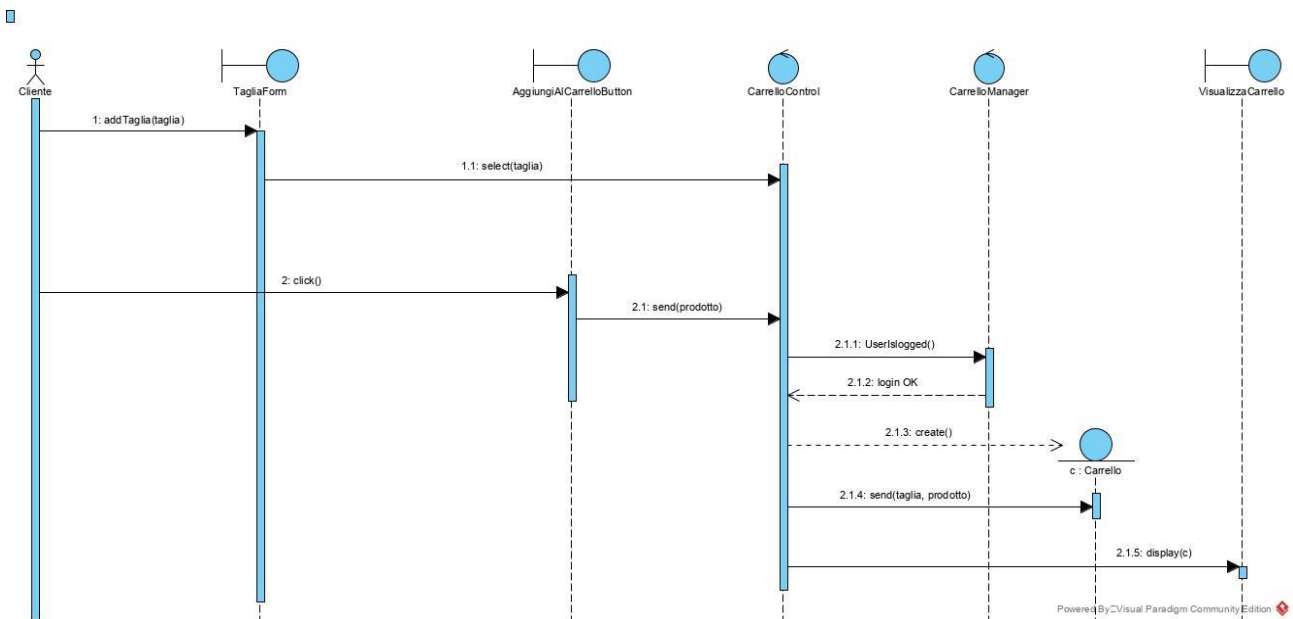 Cliente
TagliaForm
AggiungiAlCarrelloButton
CarrelloControl
CarrelloManager
VisualizzaCarrello
1: addTaglia(taglia)
1.1: select(taglia)
2: click()
2.1: send(prodotto)
2.1.1: UserIslogged()
2.1.2: login OK
2.1.3: create()
c : Carrello
2.1.4: send(taglia, prodotto)
2.1.5: display(c)
Powered By Visual Paradigm Community Edition